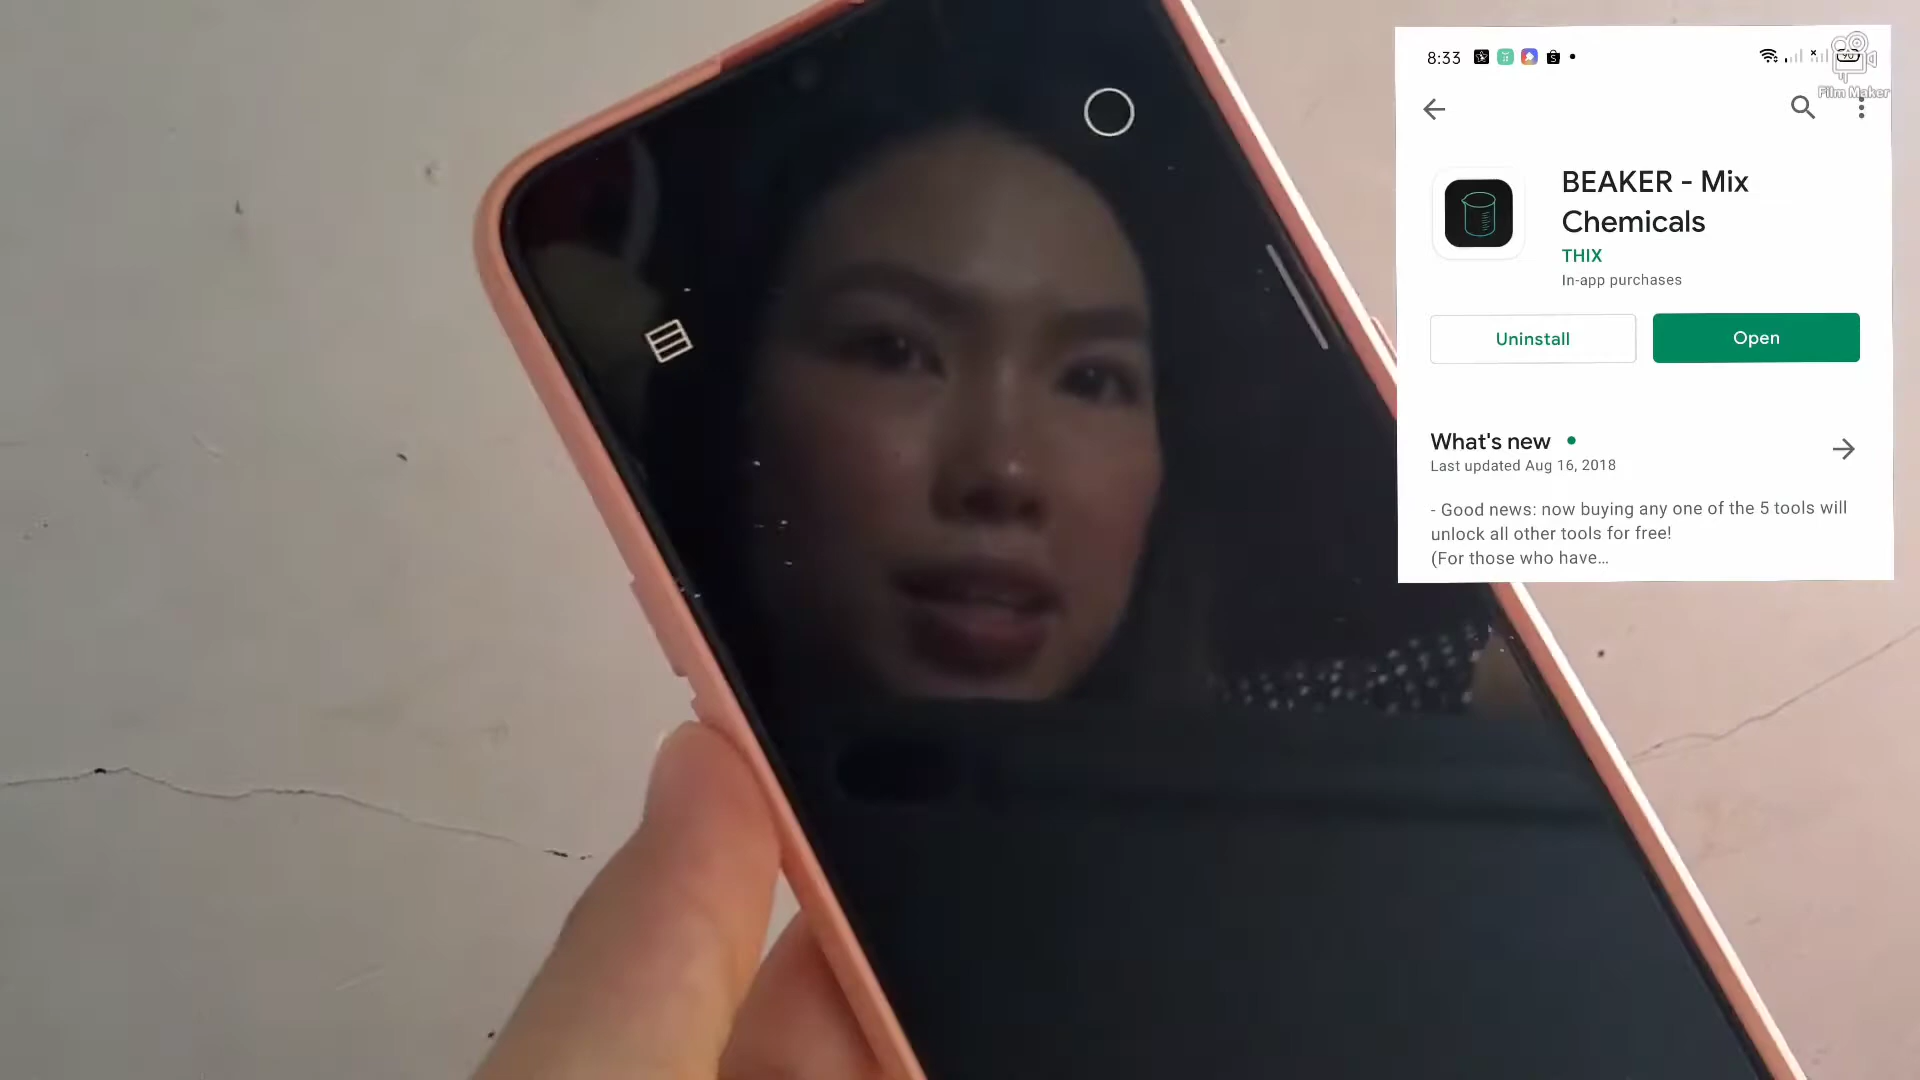 8:33
Film Maker
BEAKER - Mix
Chemicals
THIX
In-app purchases
Uninstall
Open
What's new
Last updated Aug 16, 2018
- Good news: now buying any one of the 5 tools will
unlock all other tools for free!
(For those who have...